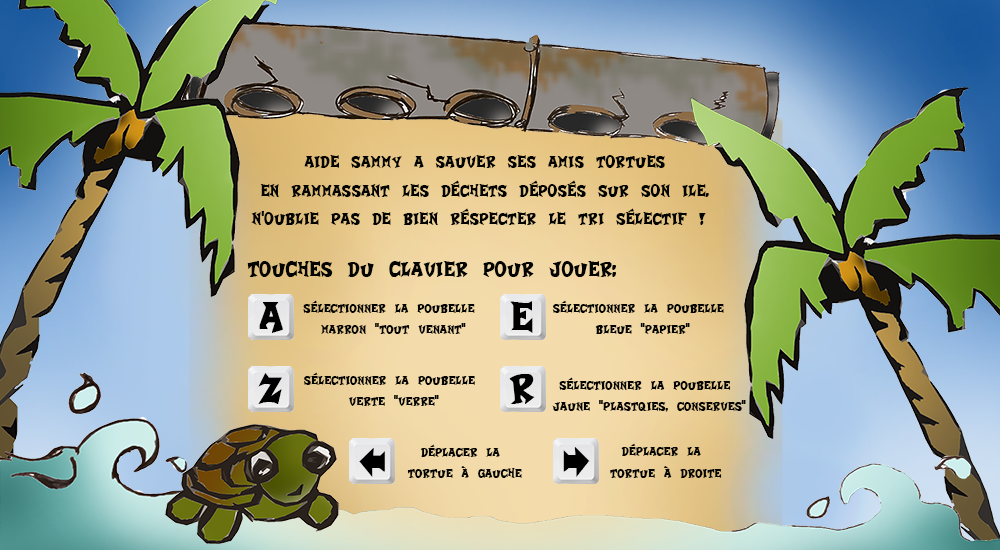 AIDE SAMMY A SAUVER SES AMIS TORTUES
EN RAMMASSANT LES DÉCHETS DÉPOSÉS SUR SON ILE,
N'OUBLIE PAS DE BIEN RÉSPECTER LE TRI SÉLECTIF !
TOUCHES DU CLAVIER POUR JOUER:
A
SÉLECTIONNER LA POUBELLE
MARRON "TOUT VENANT"
E
SÉLECTIONNER LA POUBELLE
BLEUE "PAPIER"
Z
SÉLECTIONNER LA POUBELLE
VERTE "VERRE"
R
SÉLECTIONNER LA POUBELLE
JAUNE "PLASTQIES, CONSERVES"
DÉPLACER LA
TORTUE À GAUCHE
DÉPLACER LA
TORTUE À DROITE